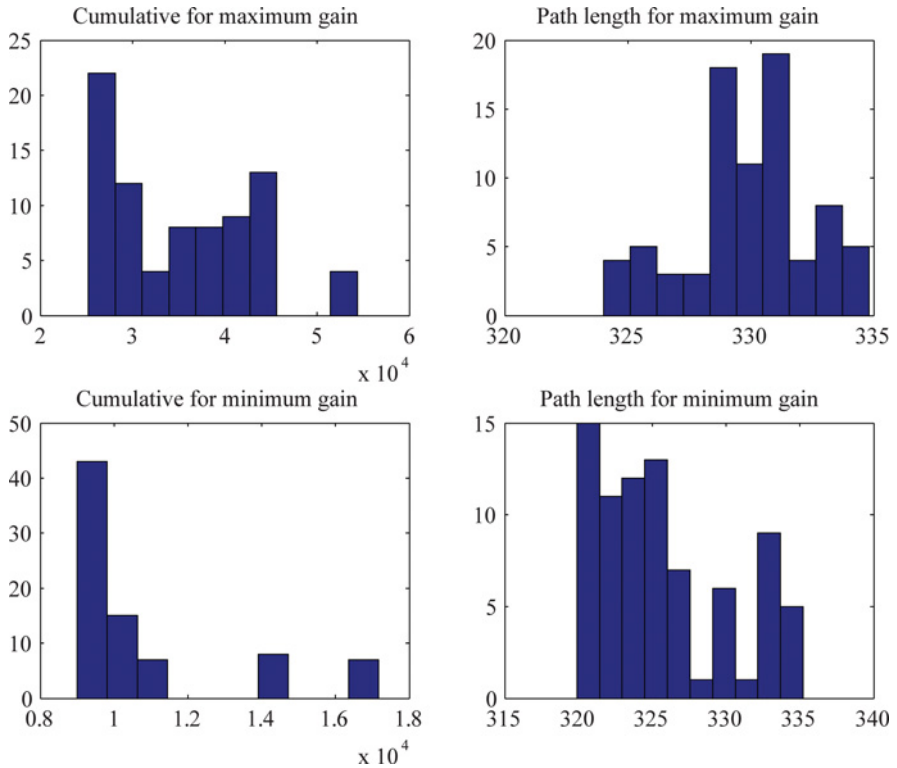 Cumulative for maximum gain
25
20
15
10
5
0
2 3 4 5 6
x 10^4
Path length for maximum gain
20
15
10
5
0
320 325 330 335
Cumulative for minimum gain
50
40
30
20
10
0
0.8 1 1.2 1.4 1.6 1.8
x 10^4
Path length for minimum gain
15
10
5
0
315 320 325 330 335 340